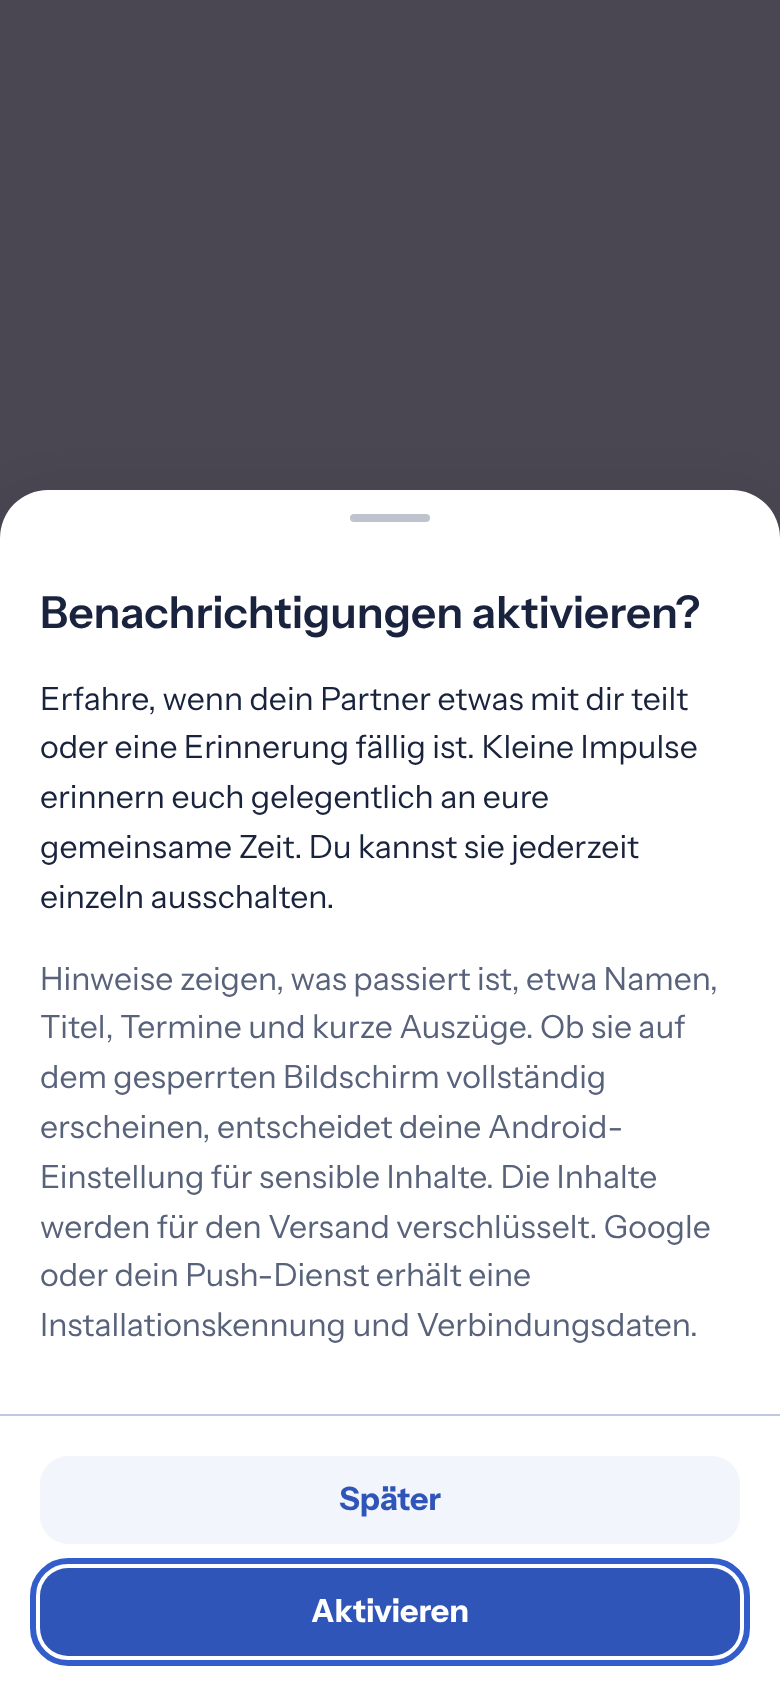 Benachrichtigungen aktivieren?
Erfahre, wenn dein Partner etwas mit dir teilt
oder eine Erinnerung fällig ist. Kleine Impulse
erinnern euch gelegentlich an eure
gemeinsame Zeit. Du kannst sie jederzeit
einzeln ausschalten.
Hinweise zeigen, was passiert ist, etwa Namen,
Titel, Termine und kurze Auszüge. Ob sie auf
dem gesperrten Bildschirm vollständig
erscheinen, entscheidet deine Android-
Einstellung für sensible Inhalte. Die Inhalte
werden für den Versand verschlüsselt. Google
oder dein Push-Dienst erhält eine
Installationskennung und Verbindungsdaten.
Später
Aktivieren